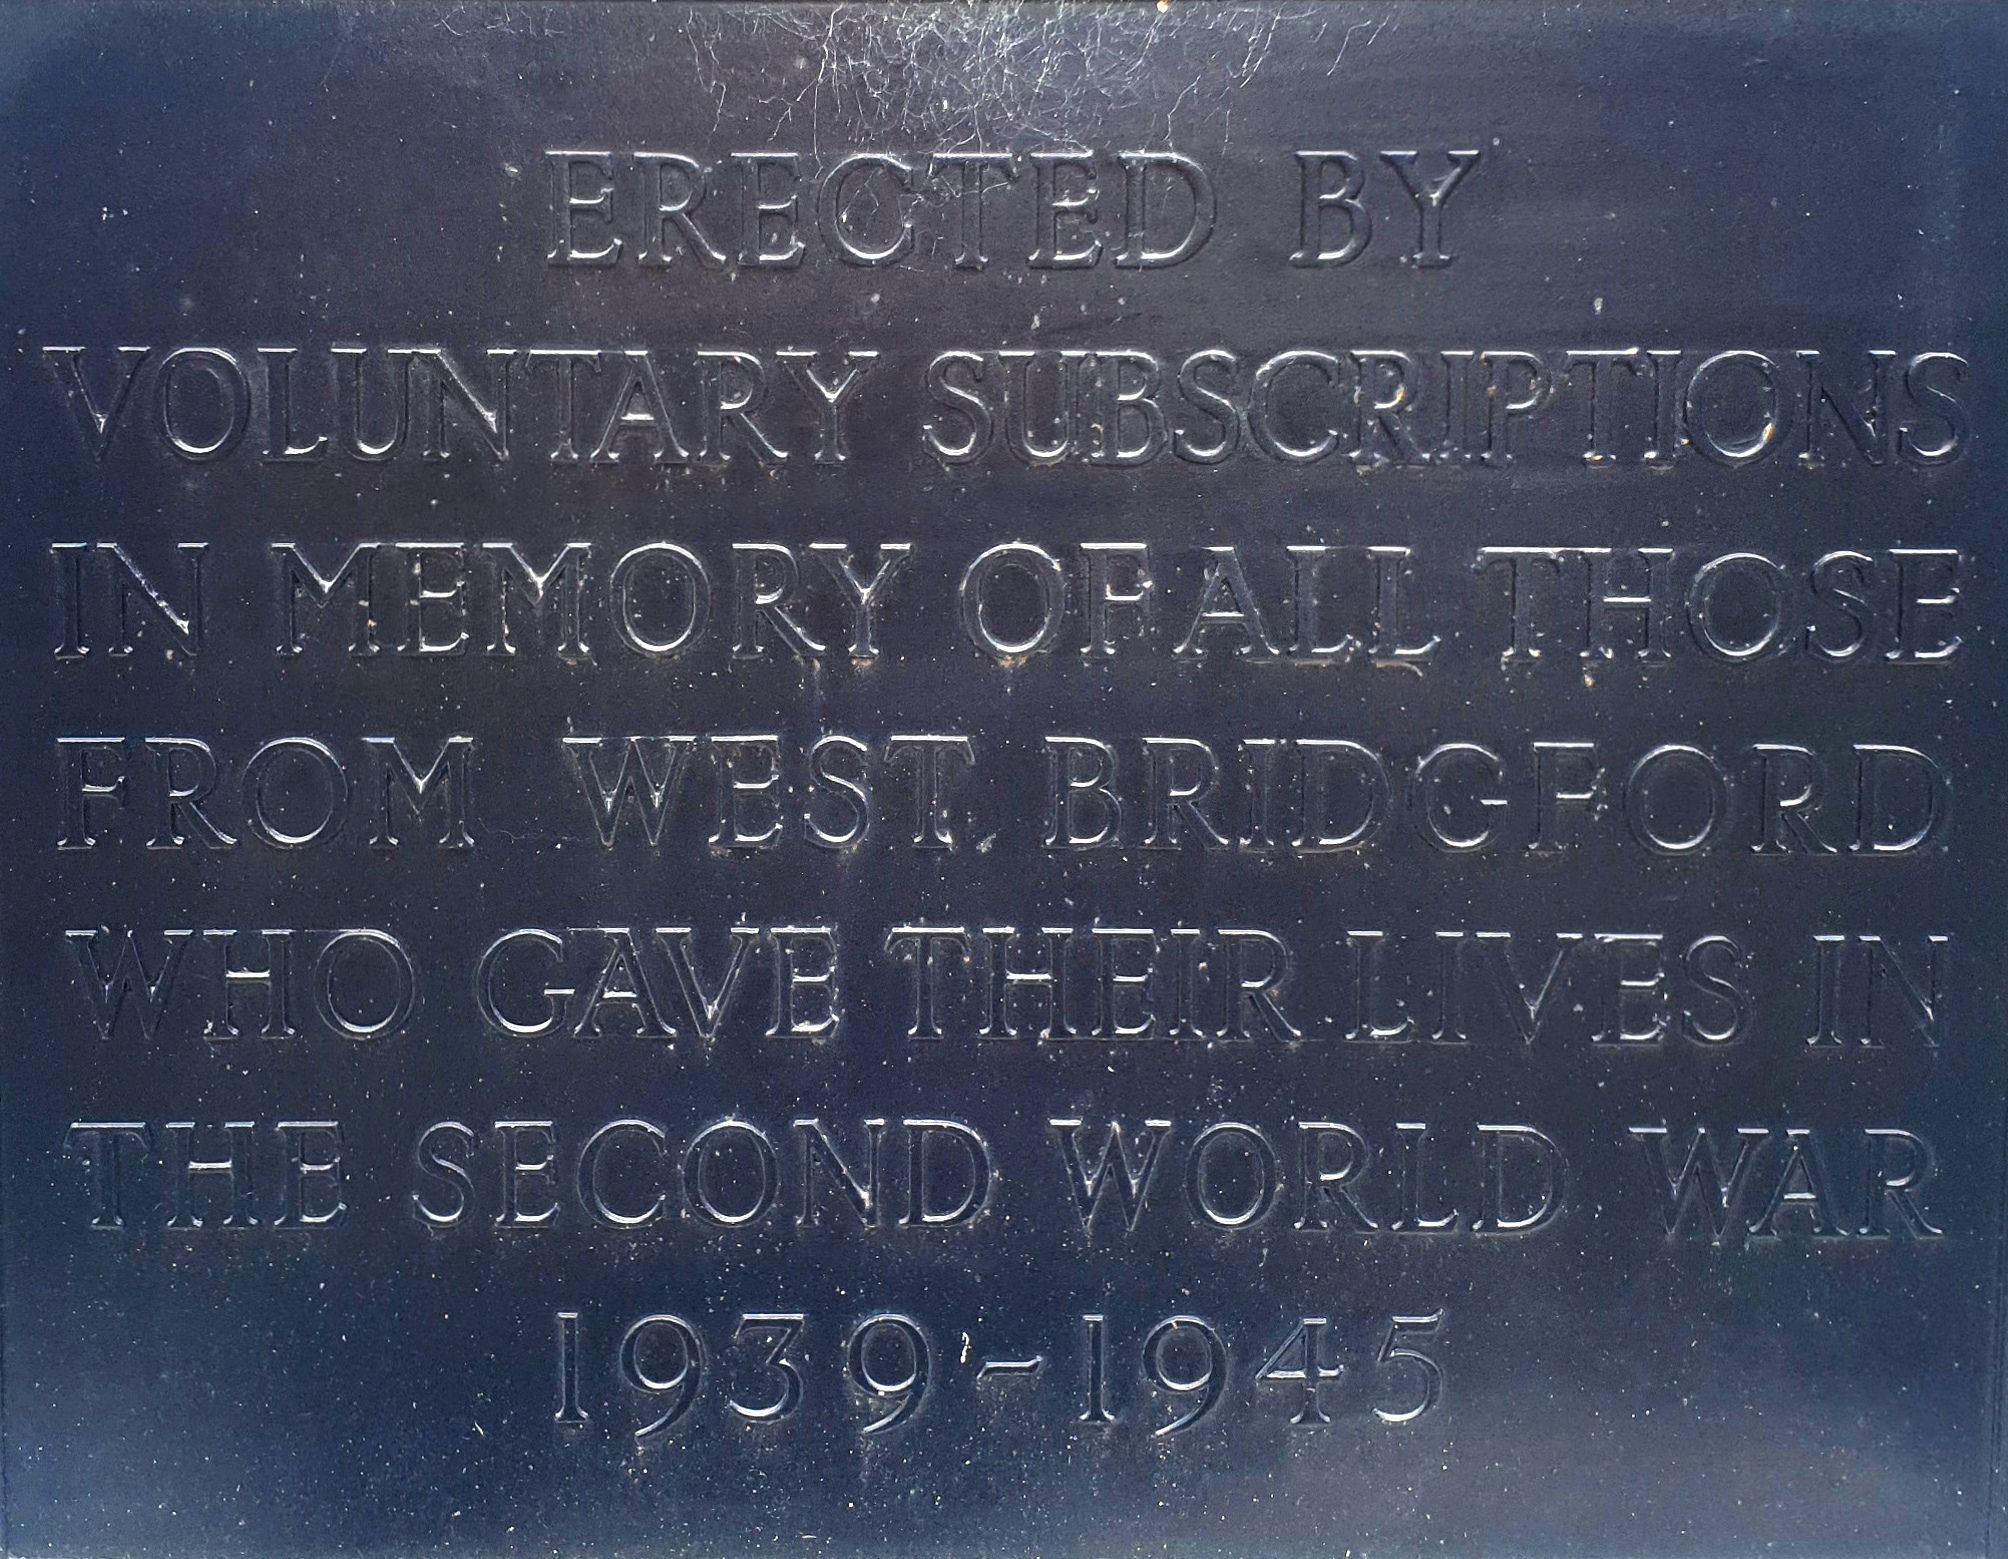 ERECTED BY
VOLUNTARY SUBSCRIPTIONS
IN MEMORY OF ALL THOSE
FROM WEST BRIDGFORD
WHO GAVE THEIR LIVES IN
THE SECOND WORLD WAR
1939-1945